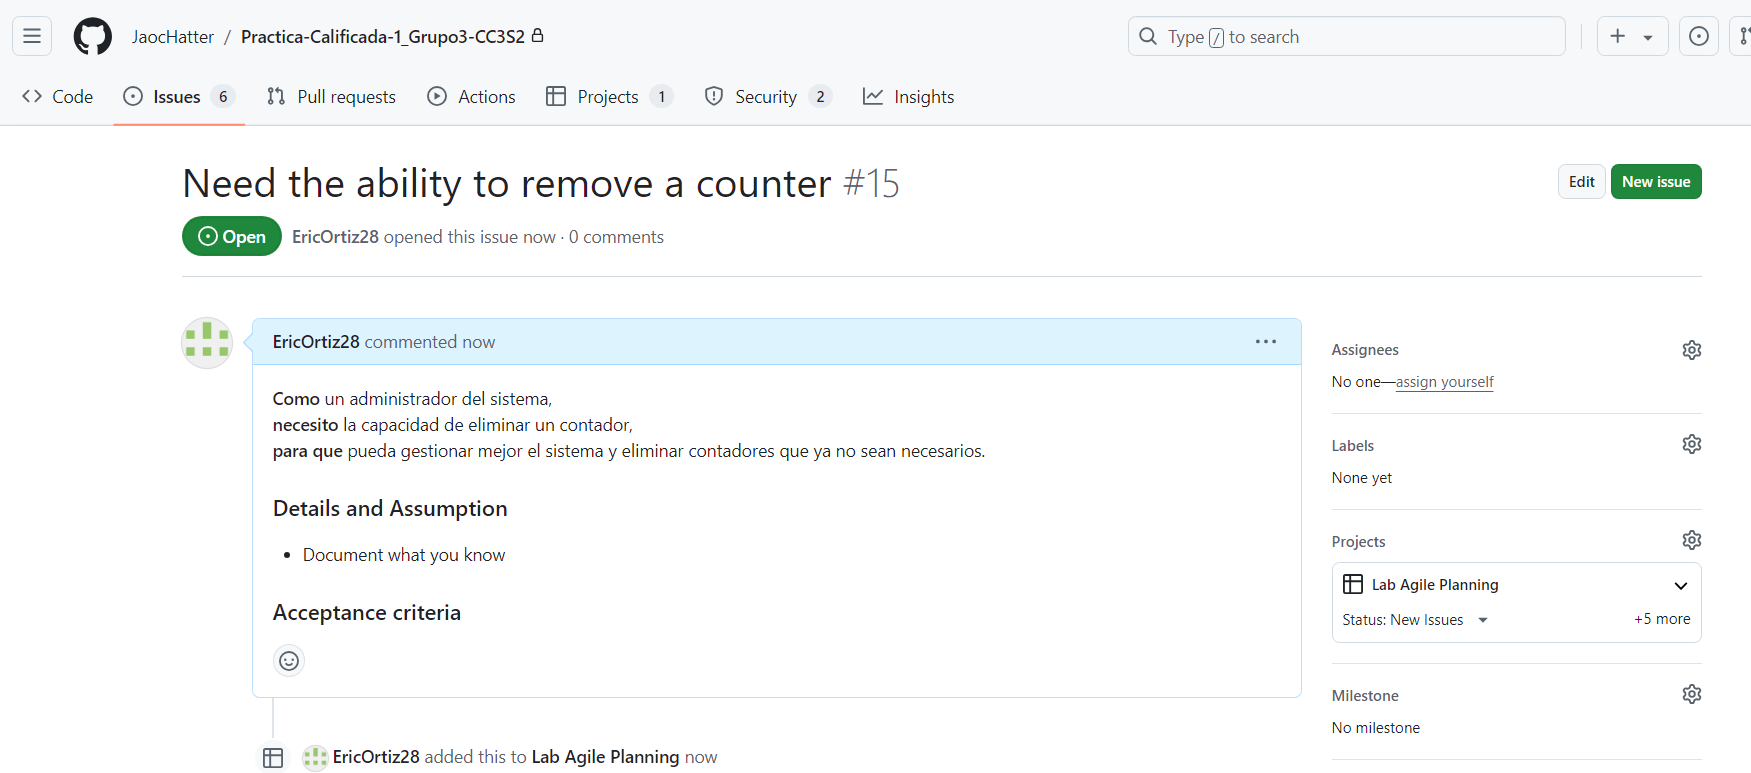 JaocHatter / Practica-Calificada-1_Grupo3-CC3S2
Type / to search
Code Issues 6 Pull requests Actions Projects 1 Security 2 Insights
Need the ability to remove a counter #15
Edit New issue
Open EricOrtiz28 opened this issue now · 0 comments
EricOrtiz28 commented now
Como un administrador del sistema,
necesito la capacidad de eliminar un contador,
para que pueda gestionar mejor el sistema y eliminar contadores que ya no sean necesarios.
Details and Assumption
• Document what you know
Acceptance criteria
EricOrtiz28 added this to Lab Agile Planning now
Assignees
No one—assign yourself
Labels
None yet
Projects
Lab Agile Planning
Status: New Issues +5 more
Milestone
No milestone